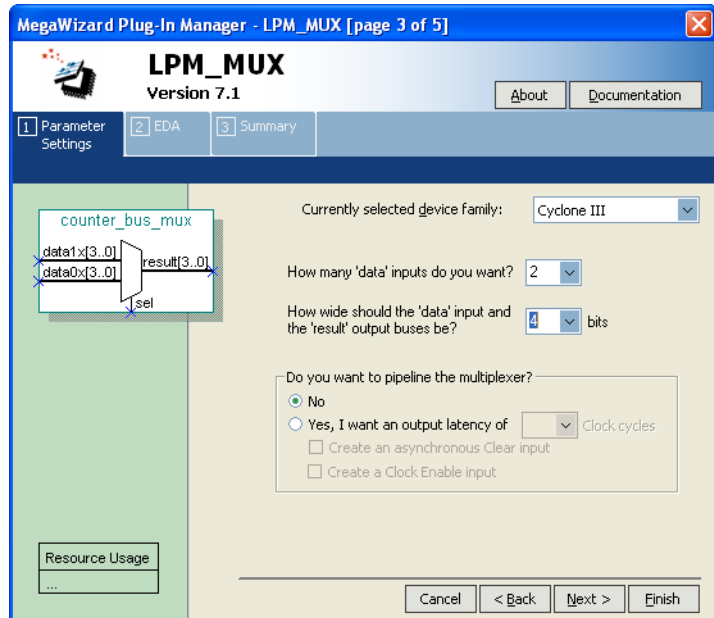 MegaWizard Plug-In Manager - LPM_MUX [page 3 of 5]
LPM_MUX
Version 7.1
About
Documentation
1 Parameter Settings
2 EDA
3 Summary
counter_bus_mux
data1x[3..0]
data0x[3..0]
result[3..0]
sel
Currently selected device family:
Cyclone III
How many 'data' inputs do you want?
2
How wide should the 'data' input and
the 'result' output buses be?
4
bits
Do you want to pipeline the multiplexer?
No
Yes, I want an output latency of
Clock cycles
Create an asynchronous Clear input
Create a Clock Enable input
Resource Usage
...
Cancel
< Back
Next >
Finish